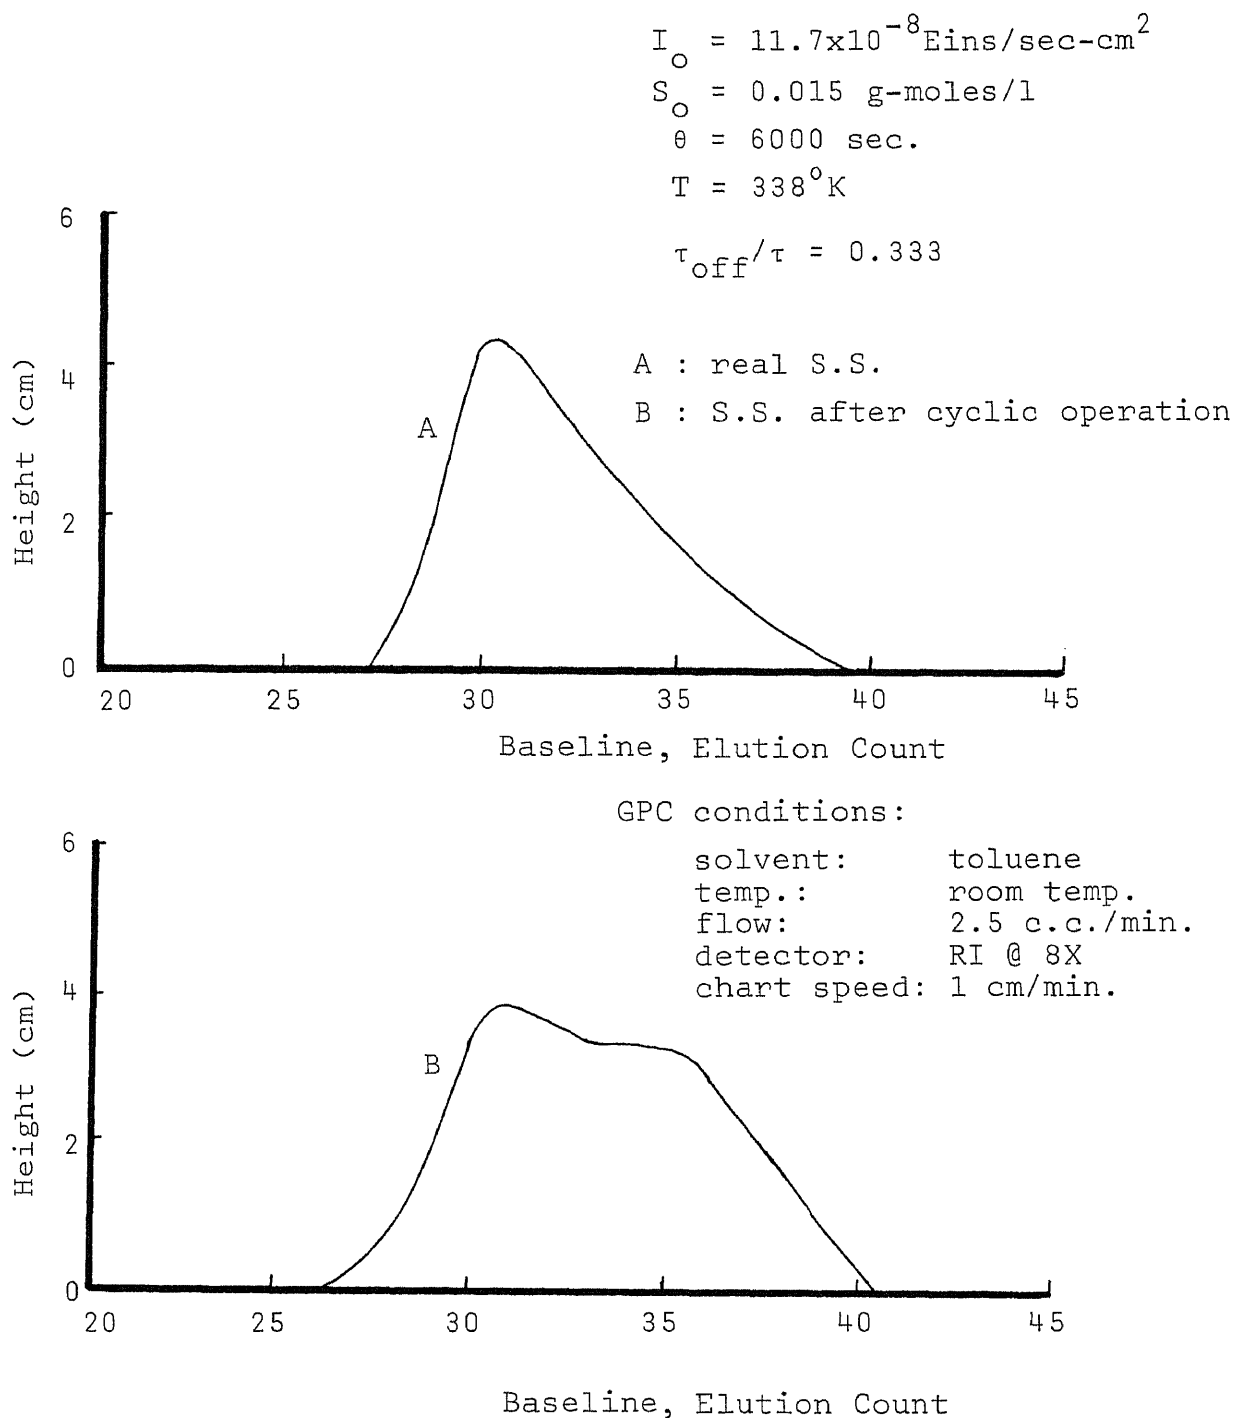 I_o = 11.7x10^-8 Eins/sec-cm^2
S_o = 0.015 g-moles/l
θ = 6000 sec.
T = 338°K
τ_off/τ = 0.333
A : real S.S.
B : S.S. after cyclic operation
A
Height (cm)
6
4
2
0
20 25 30 35 40 45
Baseline, Elution Count
GPC conditions:
solvent: toluene
temp.: room temp.
flow: 2.5 c.c./min.
detector: RI @ 8X
chart speed: 1 cm/min.
B
Height (cm)
6
4
2
0
20 25 30 35 40 45
Baseline, Elution Count